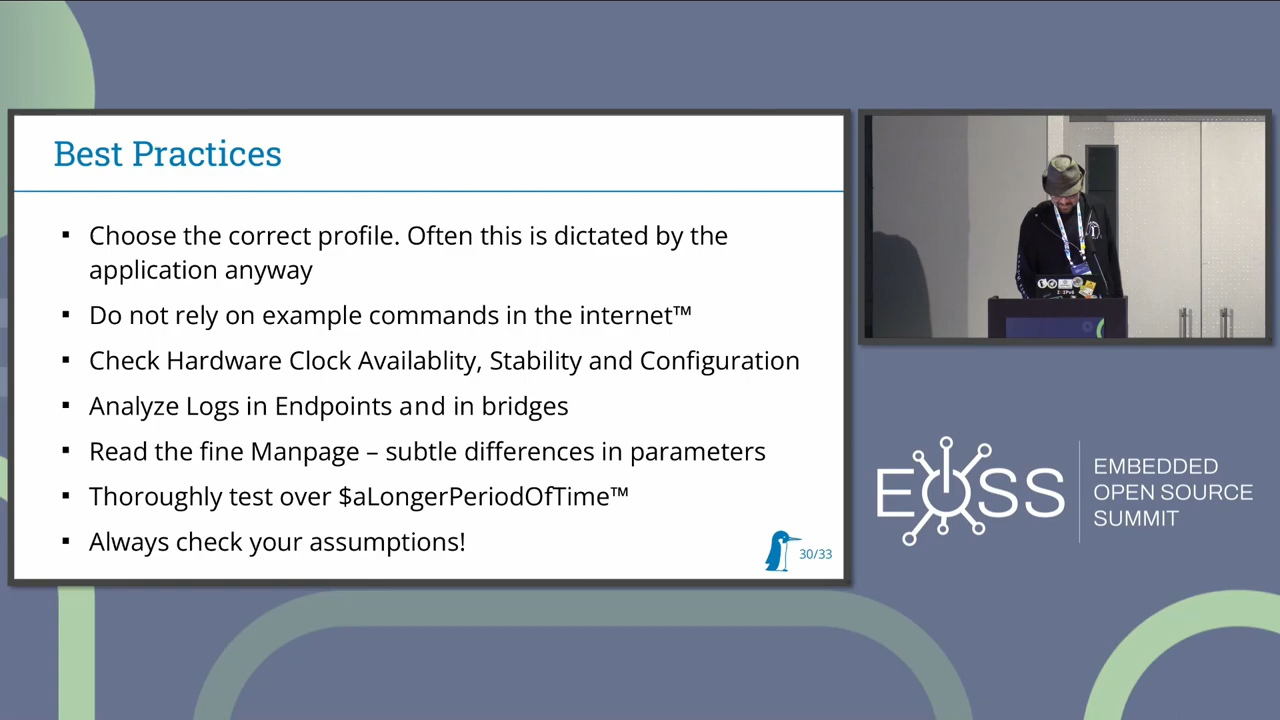 Best Practices
▪ Choose the correct profile. Often this is dictated by the
application anyway
▪ Do not rely on example commands in the internet™
▪ Check Hardware Clock Availablity, Stability and Configuration
▪ Analyze Logs in Endpoints and in bridges
▪ Read the fine Manpage – subtle differences in parameters
▪ Thoroughly test over $aLongerPeriodOfTime™
▪ Always check your assumptions!
30/33
EOSS
EMBEDDED
OPEN SOURCE
SUMMIT